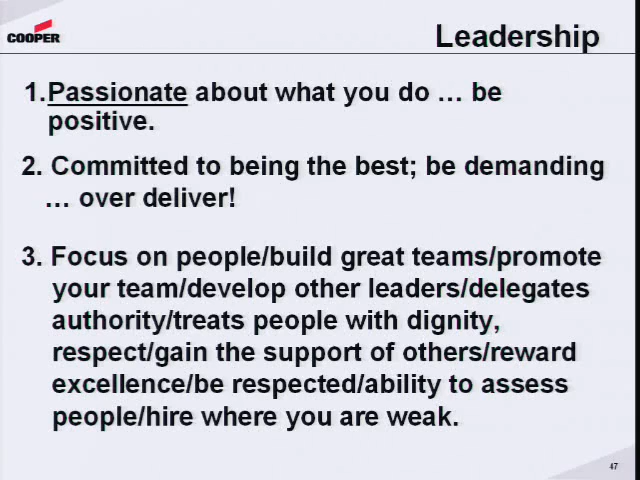 COOPER
Leadership
1.Passionate about what you do … be
positive.
2. Committed to being the best; be demanding
… over deliver!
3. Focus on people/build great teams/promote
your team/develop other leaders/delegates
authority/treats people with dignity,
respect/gain the support of others/reward
excellence/be respected/ability to assess
people/hire where you are weak.
47